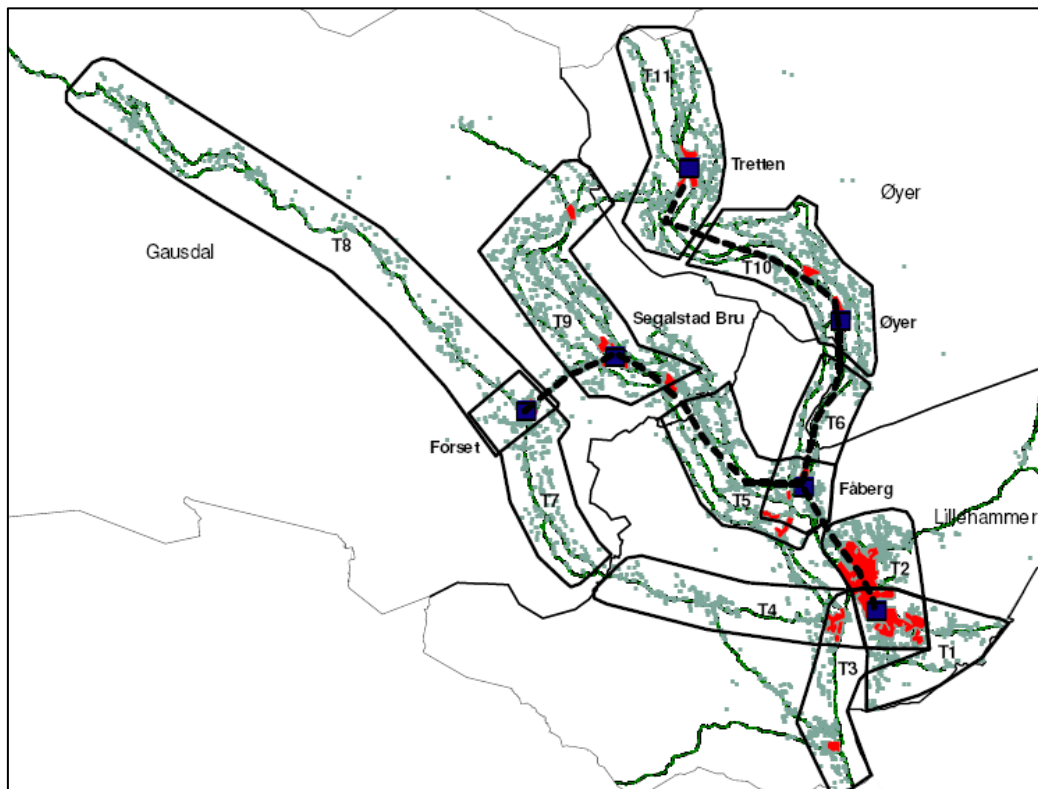 T11
Tretten
Øyer
Gausdal
T8
T10
T9
Segalstad Bru
Øyer
T6
Forset
T7
T5
Fåberg
Lillehammer
T2
T4
T1
T3